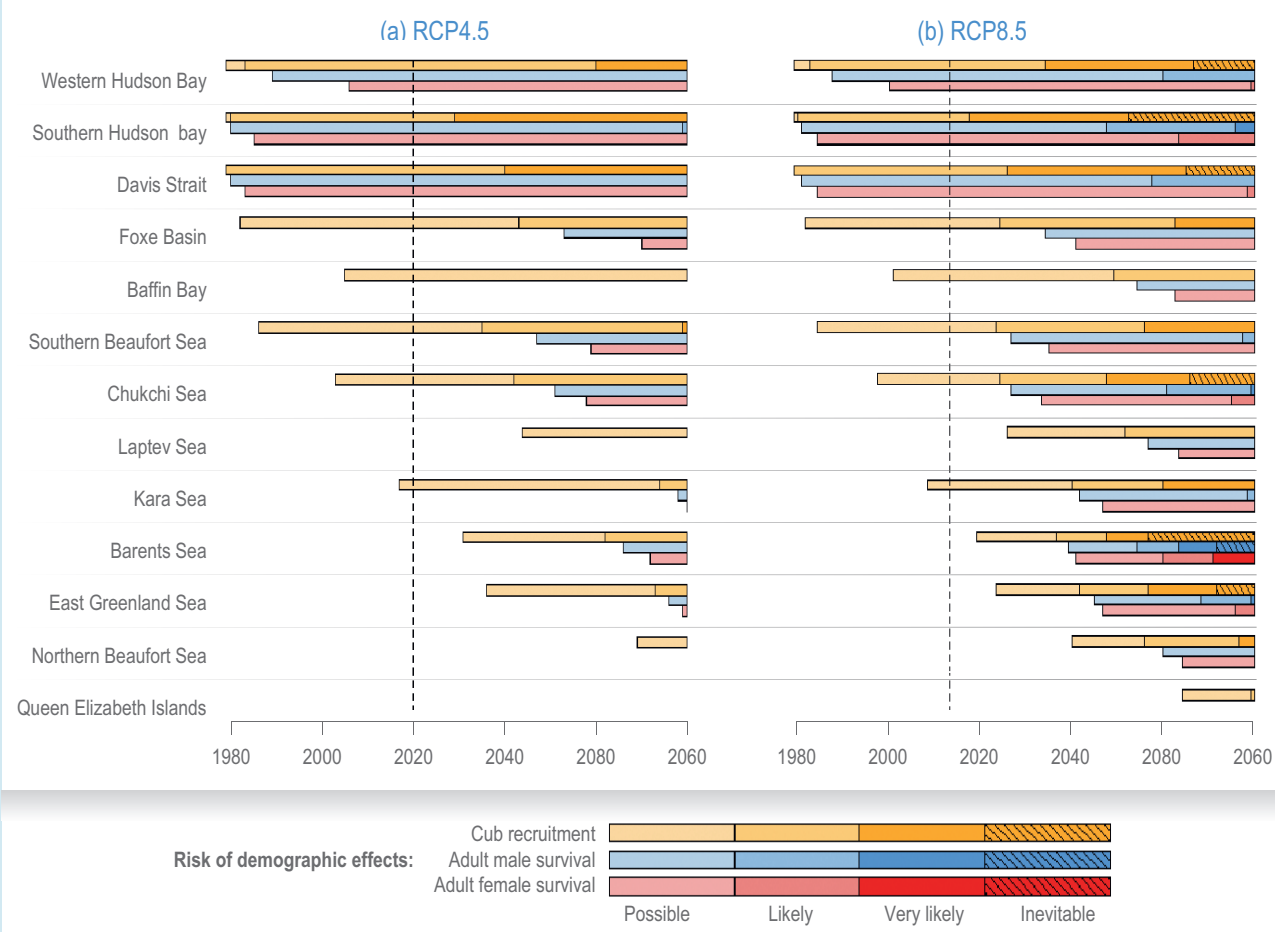 (a) RCP4.5
(b) RCP8.5
Western Hudson Bay
Southern Hudson bay
Davis Strait
Foxe Basin
Baffin Bay
Southern Beaufort Sea
Chukchi Sea
Laptev Sea
Kara Sea
Barents Sea
East Greenland Sea
Northern Beaufort Sea
Queen Elizabeth Islands
1980 2000 2020 2040 2080 2060
1980 2000 2020 2040 2080 2060
Risk of demographic effects:
Cub recruitment
Adult male survival
Adult female survival
Possible Likely Very likely Inevitable